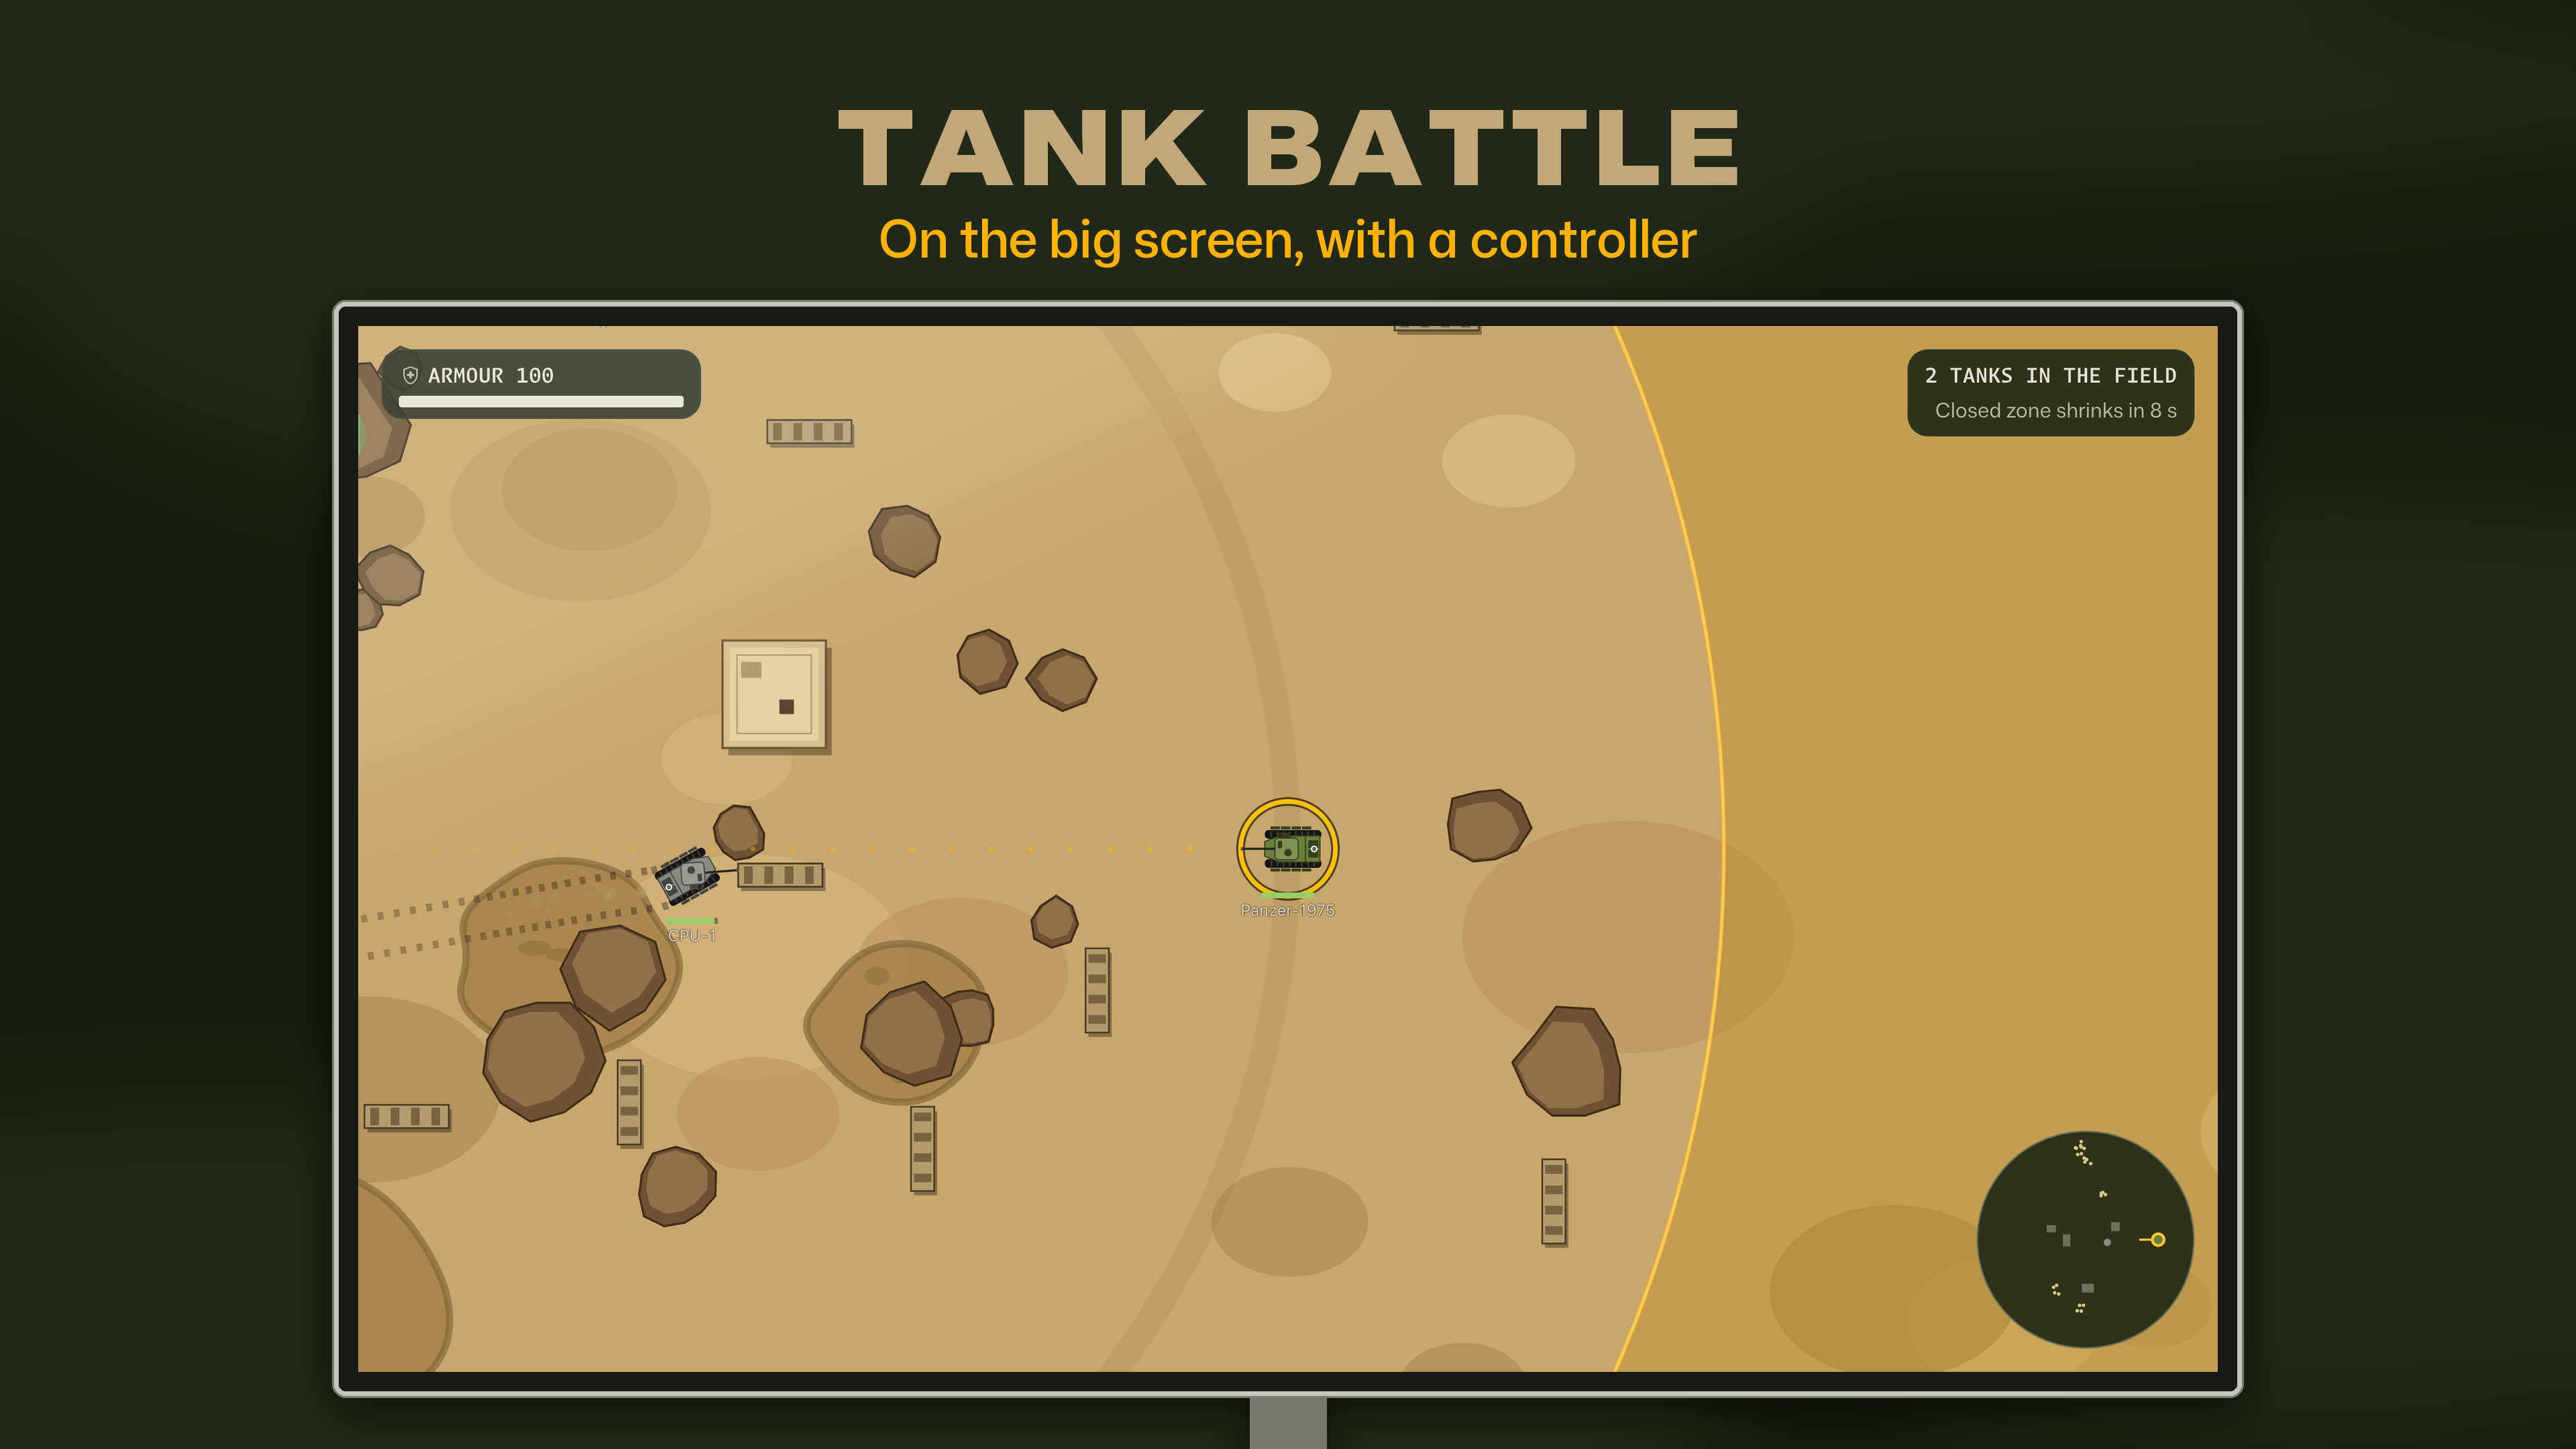 TANK BATTLE
On the big screen, with a controller
ARMOUR 100
2 TANKS IN THE FIELD
Closed zone shrinks in 8 s
Panzer-1975
CPU-1